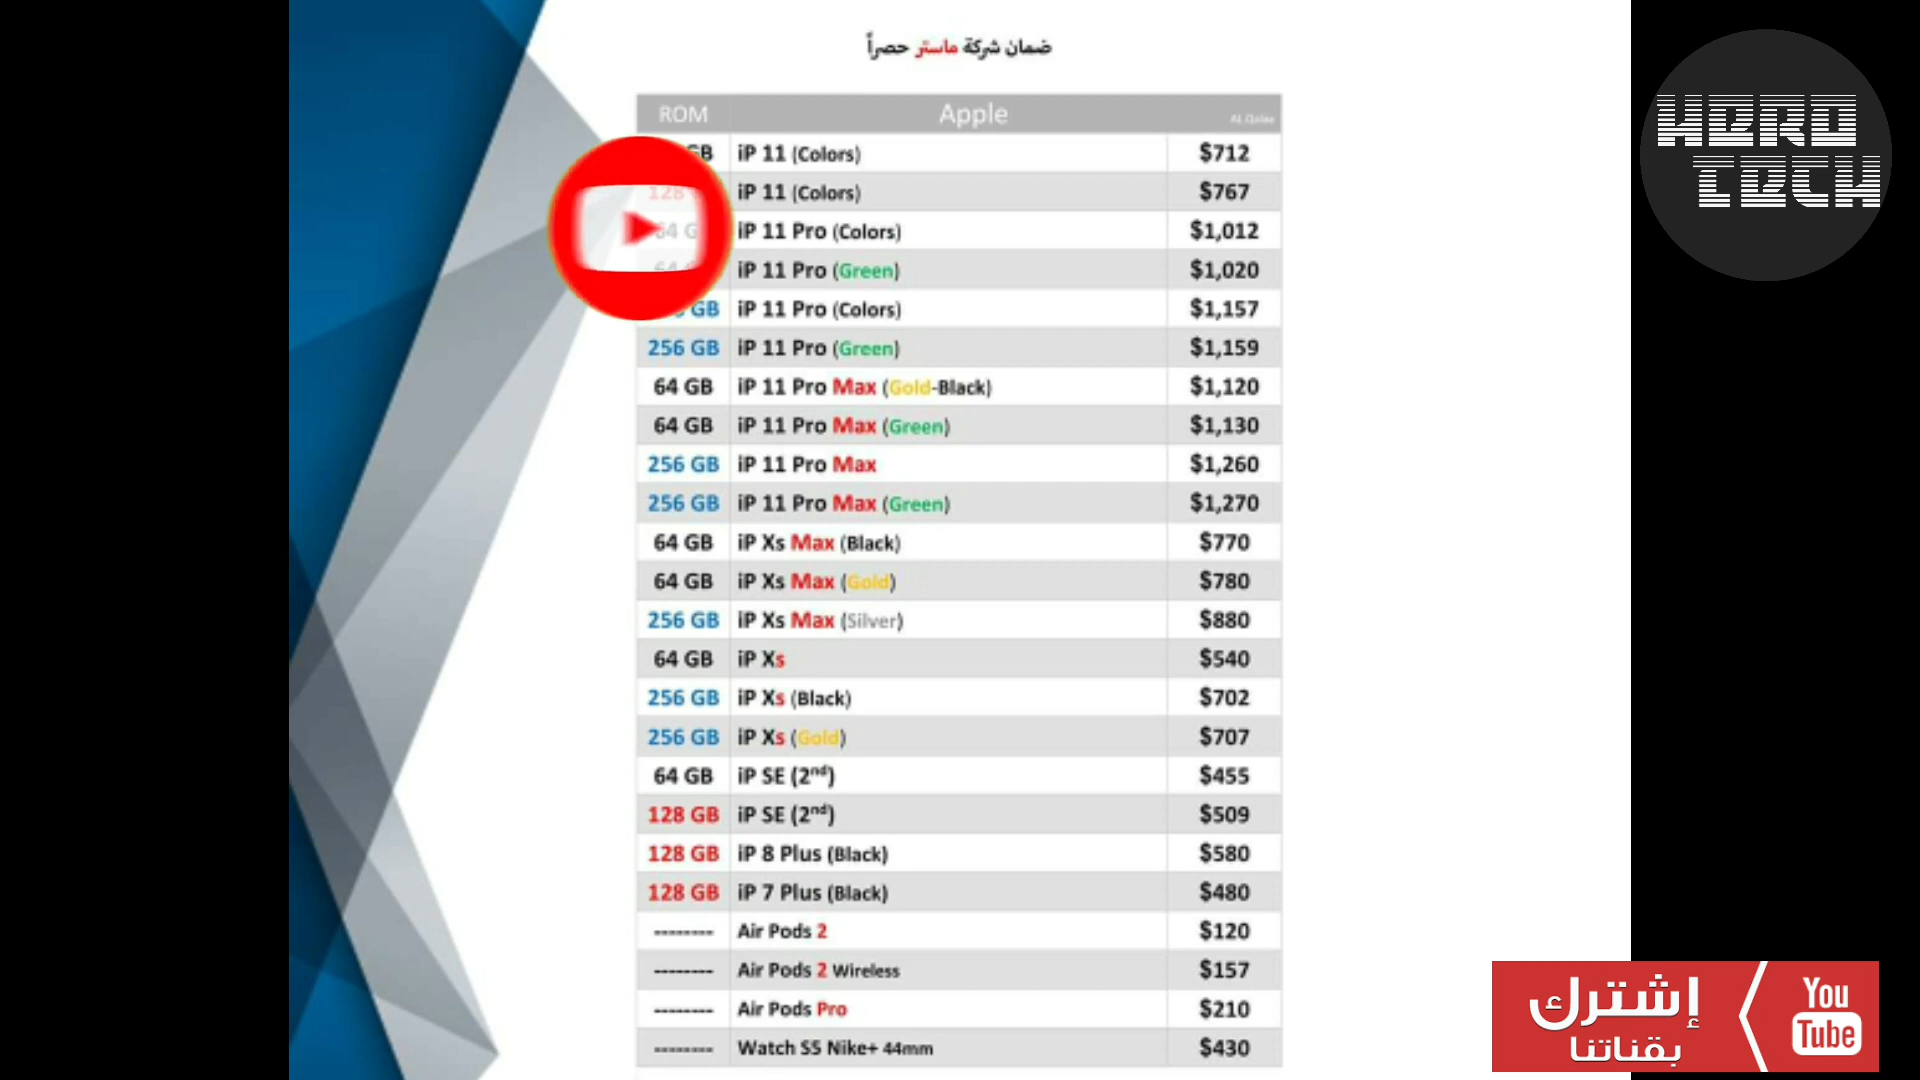 ضمان شركة ماستر حصراً
ROM Apple AL Qalaa
GB iP 11 (Colors) $712
128 iP 11 (Colors) $767
64 G iP 11 Pro (Colors) $1,012
64 iP 11 Pro (Green) $1,020
GB iP 11 Pro (Colors) $1,157
256 GB iP 11 Pro (Green) $1,159
64 GB iP 11 Pro Max (Gold-Black) $1,120
64 GB iP 11 Pro Max (Green) $1,130
256 GB iP 11 Pro Max $1,260
256 GB iP 11 Pro Max (Green) $1,270
64 GB iP Xs Max (Black) $770
64 GB iP Xs Max (Gold) $780
256 GB iP Xs Max (Silver) $880
64 GB iP Xs $540
256 GB iP Xs (Black) $702
256 GB iP Xs (Gold) $707
64 GB iP SE (2nd) $455
128 GB iP SE (2nd) $509
128 GB iP 8 Plus (Black) $580
128 GB iP 7 Plus (Black) $480
-------- Air Pods 2 $120
-------- Air Pods 2 Wireless $157
-------- Air Pods Pro $210
-------- Watch S5 Nike+ 44mm $430
HERO
TECH
إشترك
بقناتنا
You
Tube